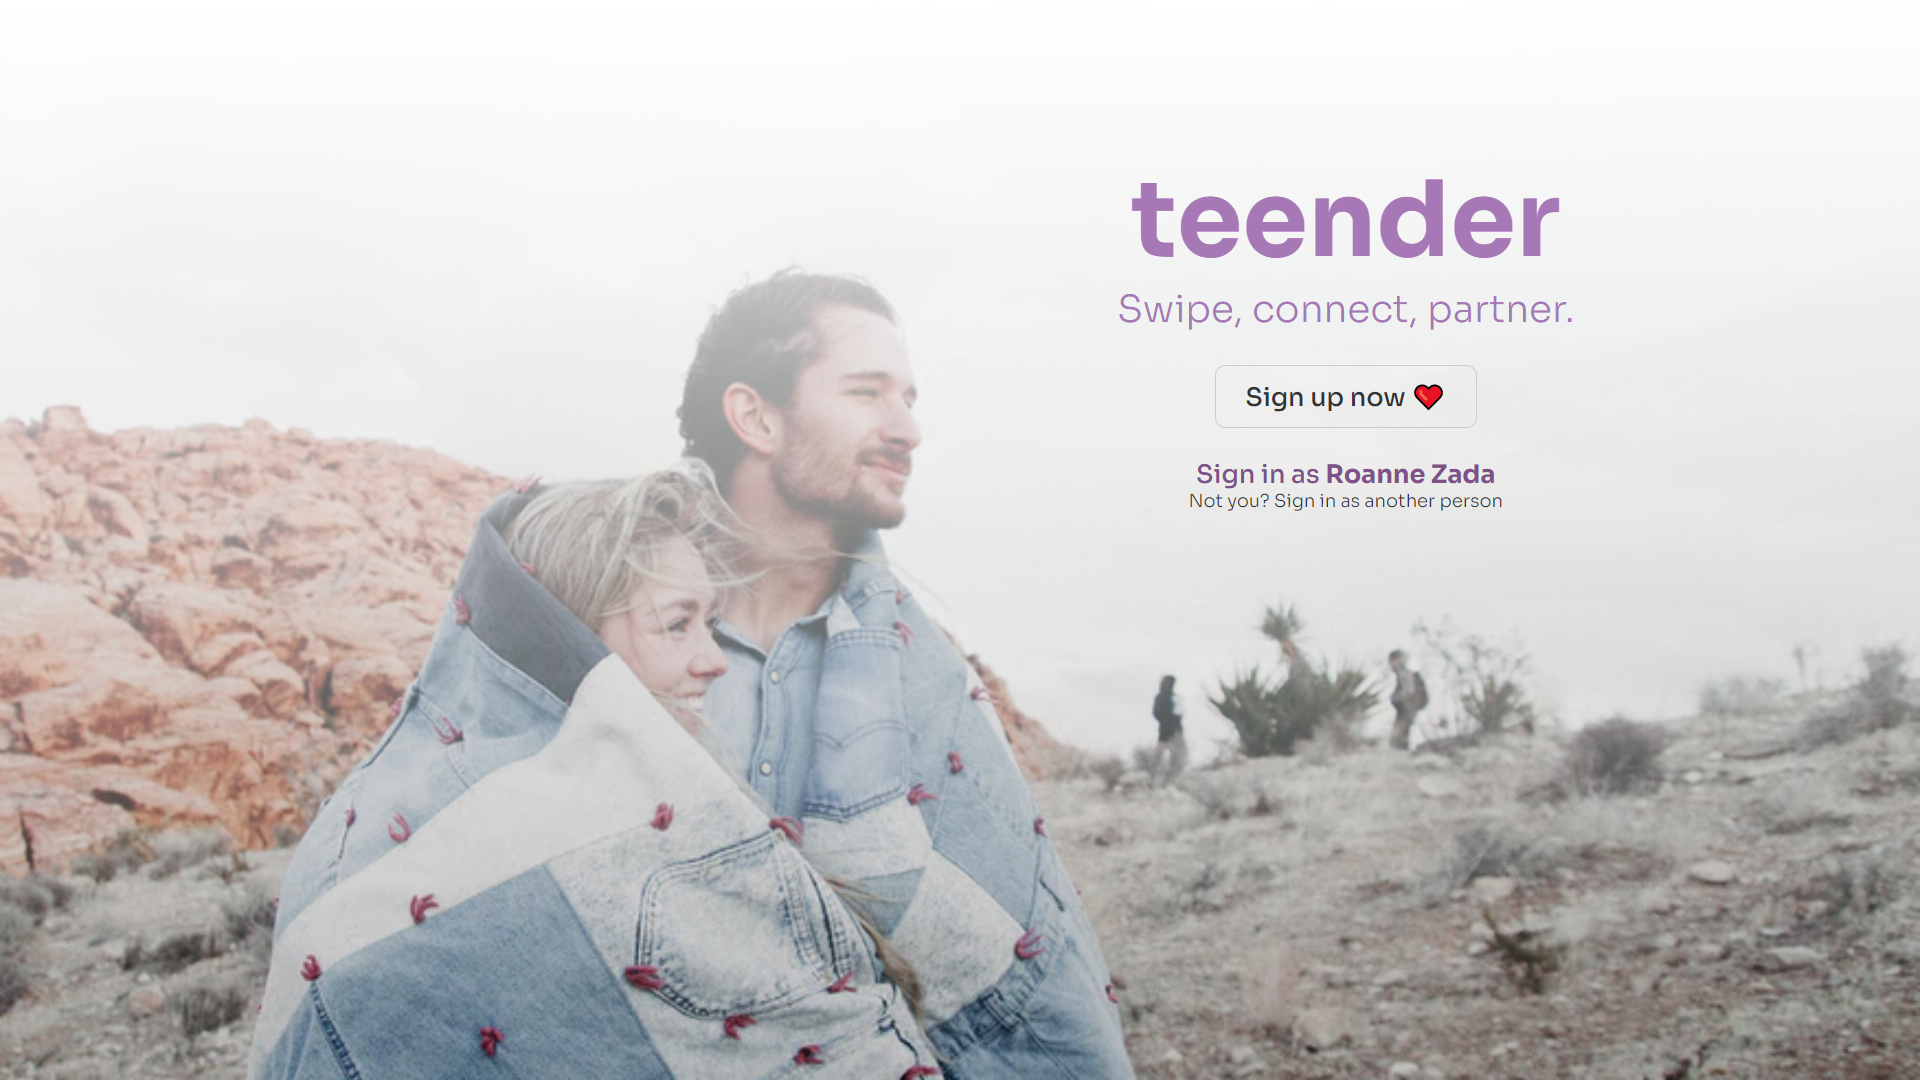 teender
Swipe, connect, partner.
Sign up now ❤️
Sign in as Roanne Zada
Not you? Sign in as another person